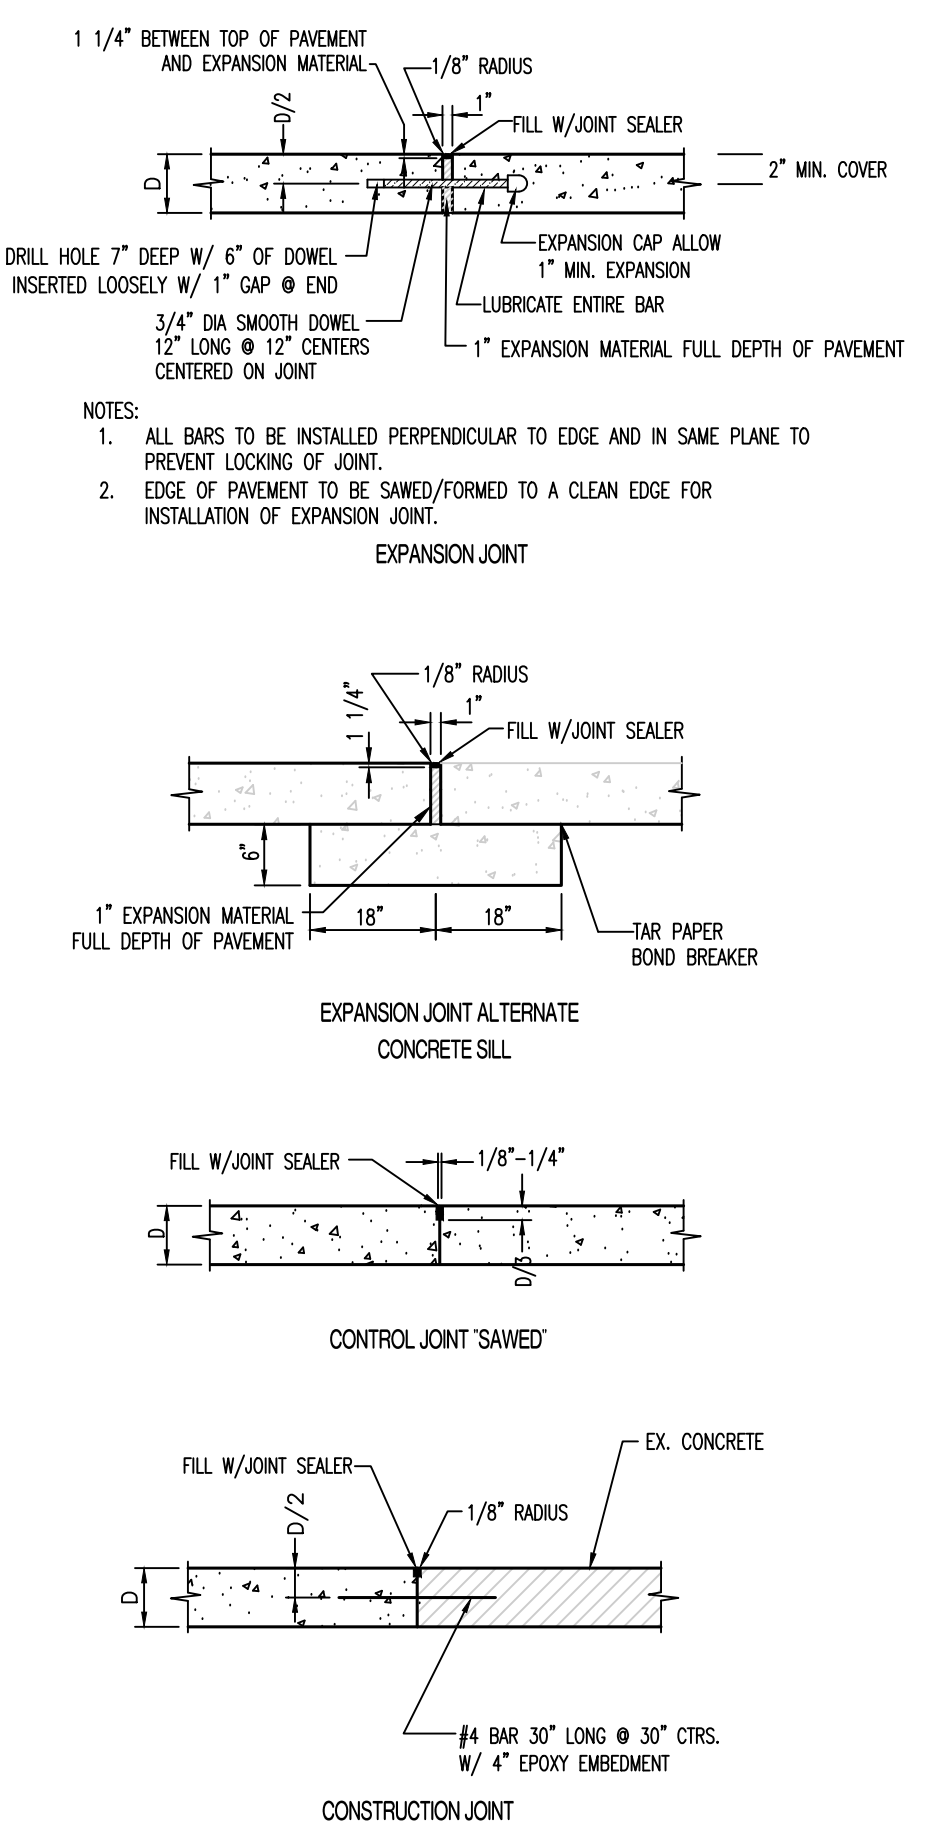 1 1/4” BETWEEN TOP OF PAVEMENT
AND EXPANSION MATERIAL
1/8” RADIUS
D/2
1”
FILL W/JOINT SEALER
D
2” MIN. COVER
DRILL HOLE 7” DEEP W/ 6” OF DOWEL
INSERTED LOOSELY W/ 1” GAP @ END
EXPANSION CAP ALLOW
1” MIN. EXPANSION
LUBRICATE ENTIRE BAR
3/4” DIA SMOOTH DOWEL
12” LONG @ 12” CENTERS
CENTERED ON JOINT
1” EXPANSION MATERIAL FULL DEPTH OF PAVEMENT
NOTES:
1. ALL BARS TO BE INSTALLED PERPENDICULAR TO EDGE AND IN SAME PLANE TO
PREVENT LOCKING OF JOINT.
2. EDGE OF PAVEMENT TO BE SAWED/FORMED TO A CLEAN EDGE FOR
INSTALLATION OF EXPANSION JOINT.
EXPANSION JOINT
1/8” RADIUS
1 1/4”
1”
FILL W/JOINT SEALER
6”
1” EXPANSION MATERIAL
FULL DEPTH OF PAVEMENT
18”
18”
TAR PAPER
BOND BREAKER
EXPANSION JOINT ALTERNATE
CONCRETE SILL
FILL W/JOINT SEALER
1/8”-1/4”
D
D/3
CONTROL JOINT "SAWED"
EX. CONCRETE
FILL W/JOINT SEALER
D/2
1/8” RADIUS
D
#4 BAR 30” LONG @ 30” CTRS.
W/ 4” EPOXY EMBEDMENT
CONSTRUCTION JOINT